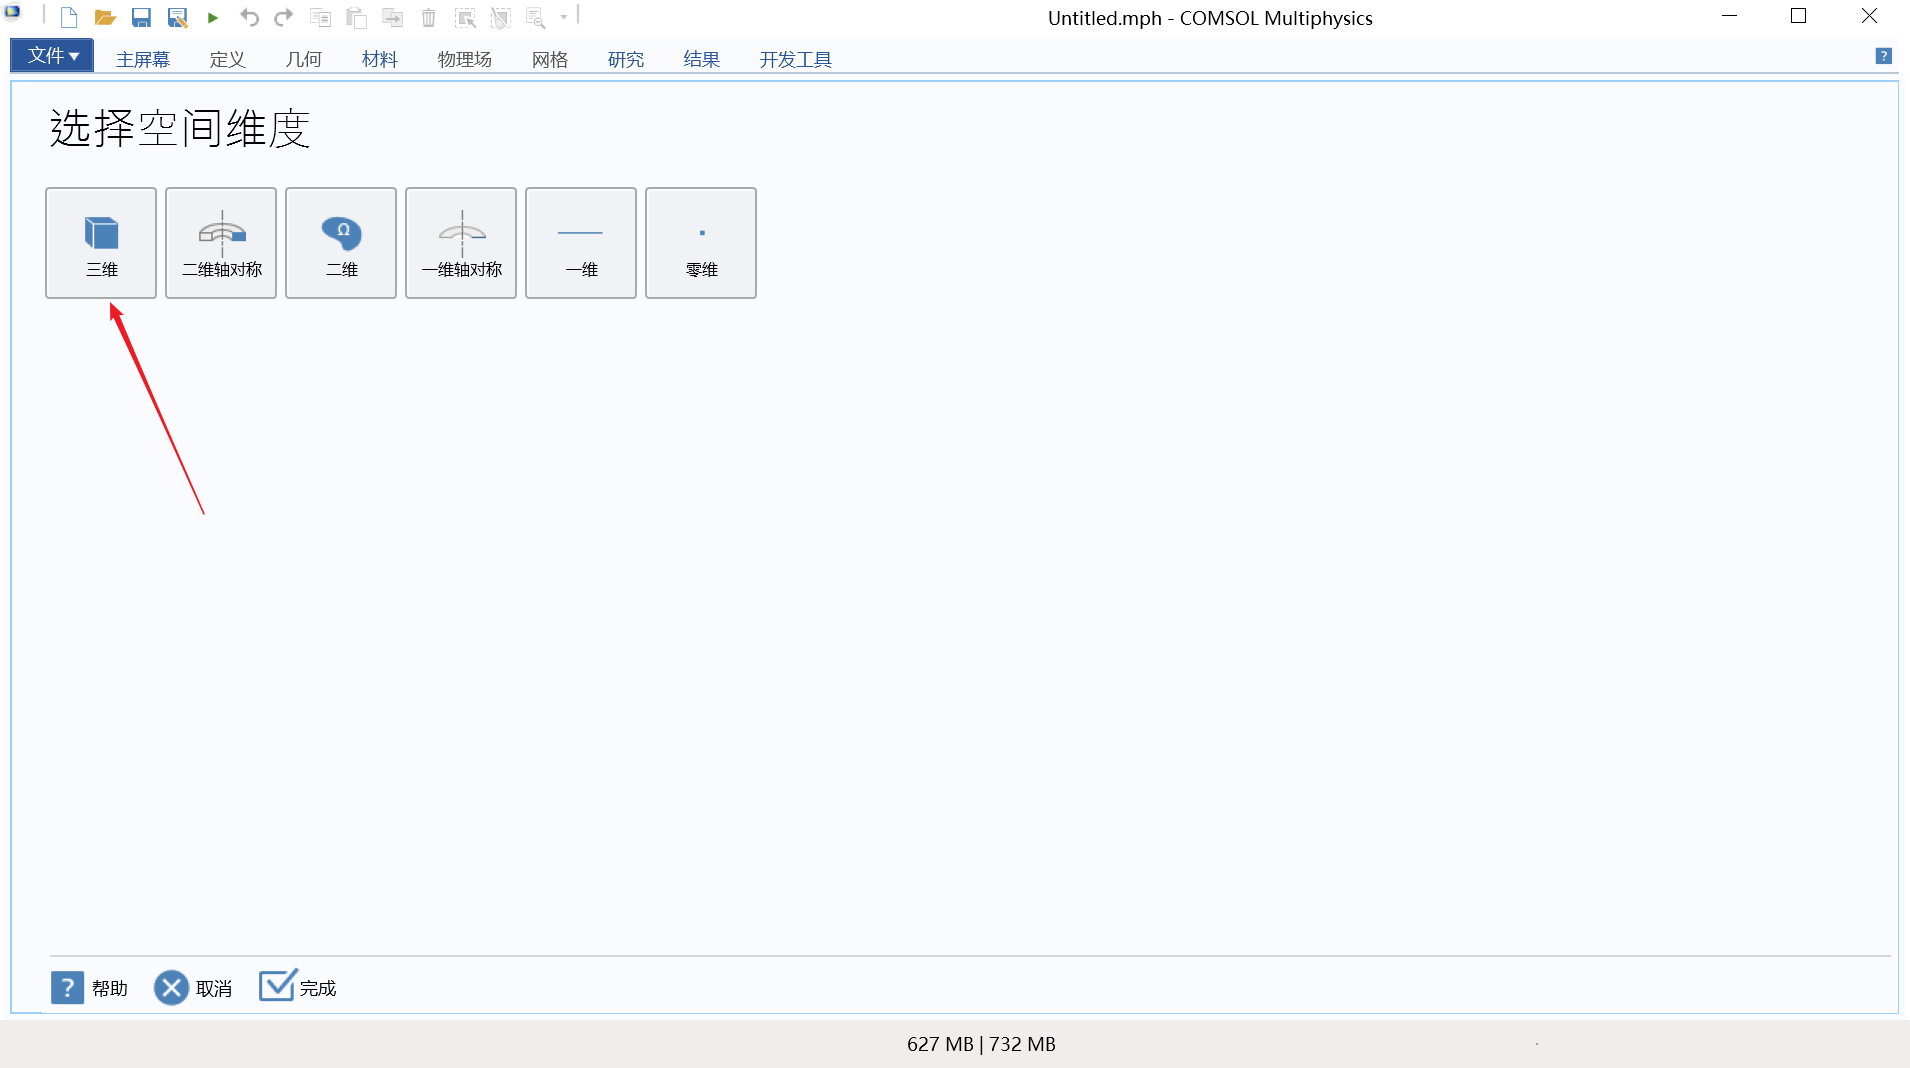 Untitled.mph - COMSOL Multiphysics
文件 主屏幕 定义 几何 材料 物理场 网格 研究 结果 开发工具 ?
选择空间维度
Ω
三维 二维轴对称 二维 一维轴对称 一维 零维
? 帮助 取消 完成
627 MB | 732 MB